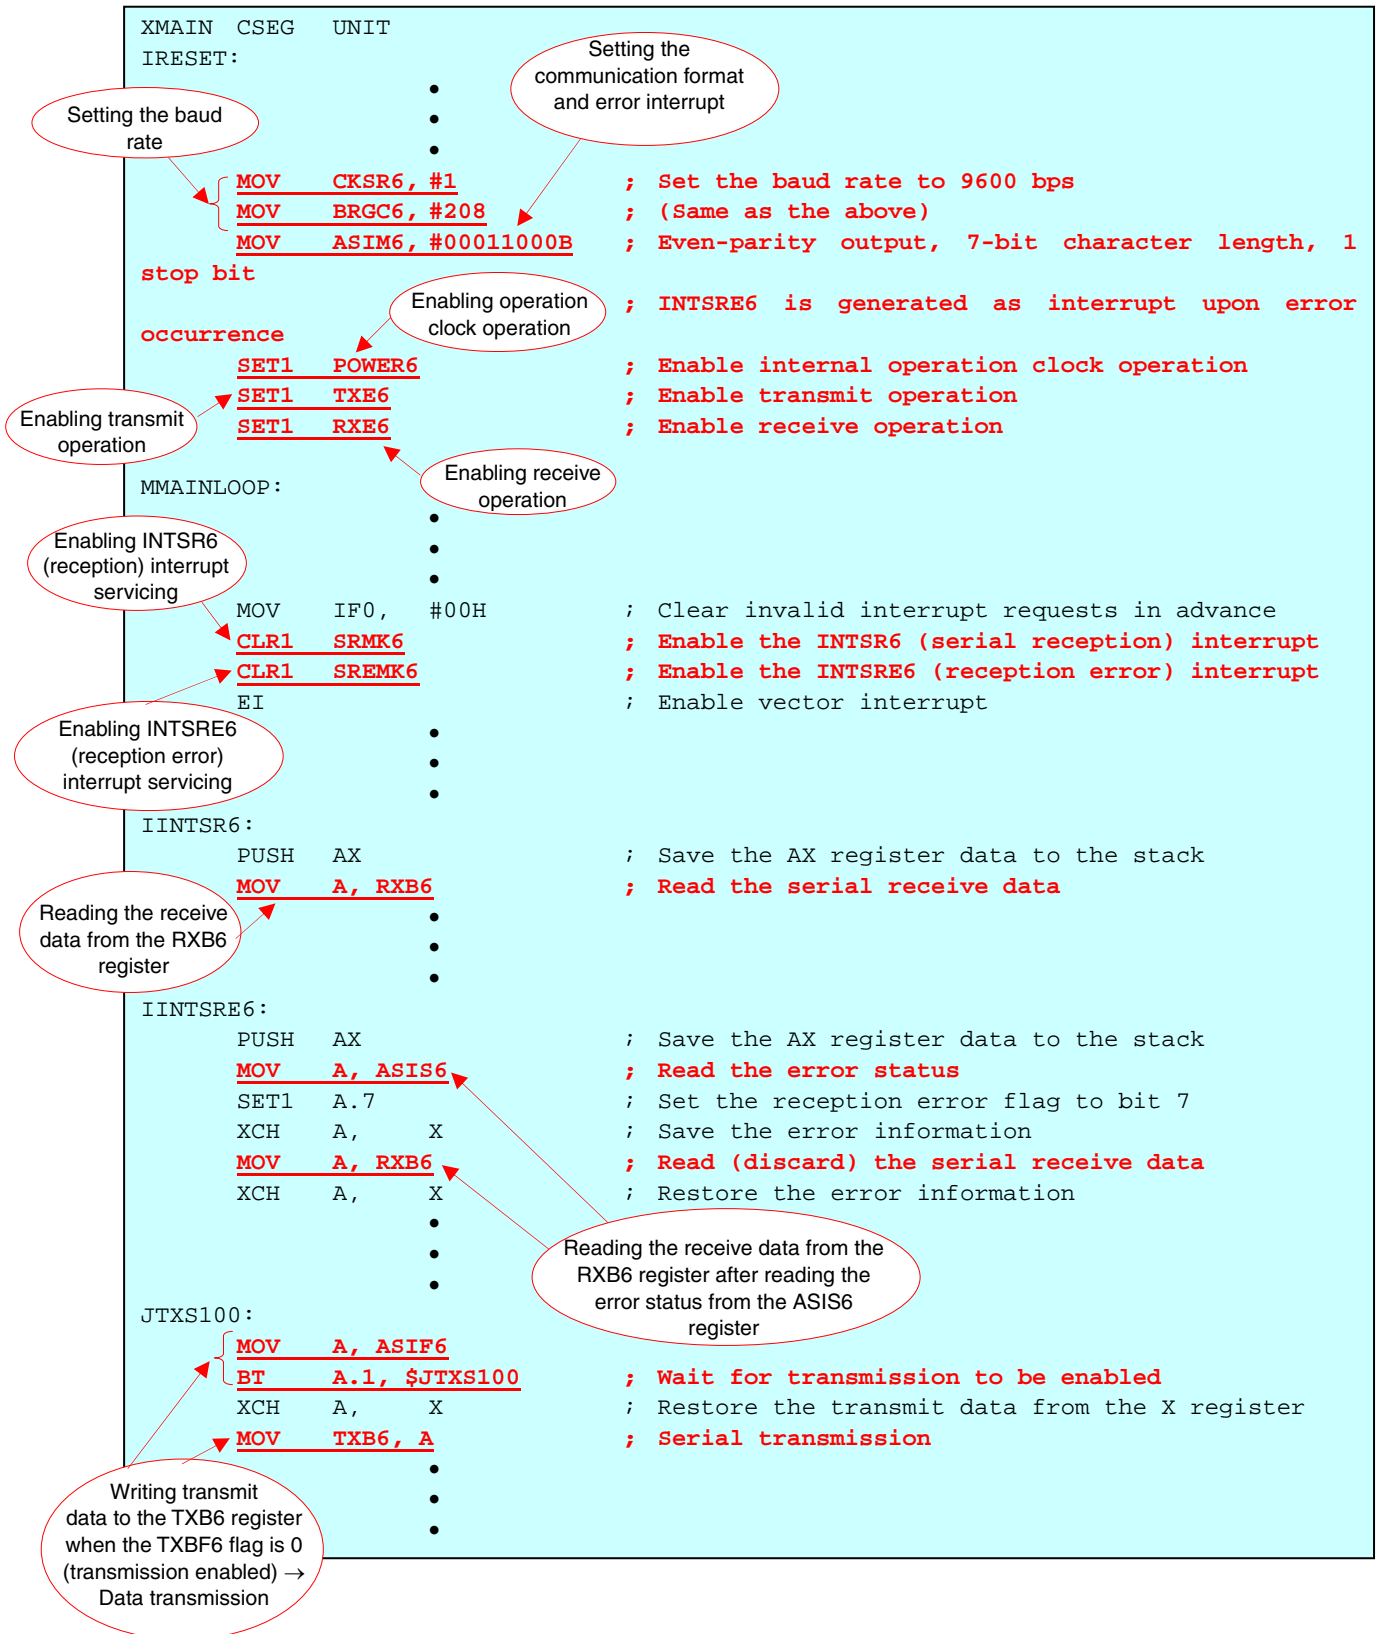 XMAIN CSEG UNIT
IRESET:
Setting the
communication format
and error interrupt
Setting the baud
rate
MOV CKSR6, #1 ; Set the baud rate to 9600 bps
MOV BRGC6, #208 ; (Same as the above)
MOV ASIM6, #00011000B ; Even-parity output, 7-bit character length, 1
stop bit
Enabling operation
clock operation
; INTSRE6 is generated as interrupt upon error
occurrence
SET1 POWER6 ; Enable internal operation clock operation
SET1 TXE6 ; Enable transmit operation
SET1 RXE6 ; Enable receive operation
Enabling transmit
operation
Enabling receive
operation
MMAINLOOP:
Enabling INTSR6
(reception) interrupt
servicing
MOV IF0, #00H ; Clear invalid interrupt requests in advance
CLR1 SRMK6 ; Enable the INTSR6 (serial reception) interrupt
CLR1 SREMK6 ; Enable the INTSRE6 (reception error) interrupt
EI ; Enable vector interrupt
Enabling INTSRE6
(reception error)
interrupt servicing
IINTSR6:
PUSH AX ; Save the AX register data to the stack
MOV A, RXB6 ; Read the serial receive data
Reading the receive
data from the RXB6
register
IINTSRE6:
PUSH AX ; Save the AX register data to the stack
MOV A, ASIS6 ; Read the error status
SET1 A.7 ; Set the reception error flag to bit 7
XCH A, X ; Save the error information
MOV A, RXB6 ; Read (discard) the serial receive data
XCH A, X ; Restore the error information
Reading the receive data from the
RXB6 register after reading the
error status from the ASIS6
register
JTXS100:
MOV A, ASIF6
BT A.1, $JTXS100 ; Wait for transmission to be enabled
XCH A, X ; Restore the transmit data from the X register
MOV TXB6, A ; Serial transmission
Writing transmit
data to the TXB6 register
when the TXBF6 flag is 0
(transmission enabled) →
Data transmission